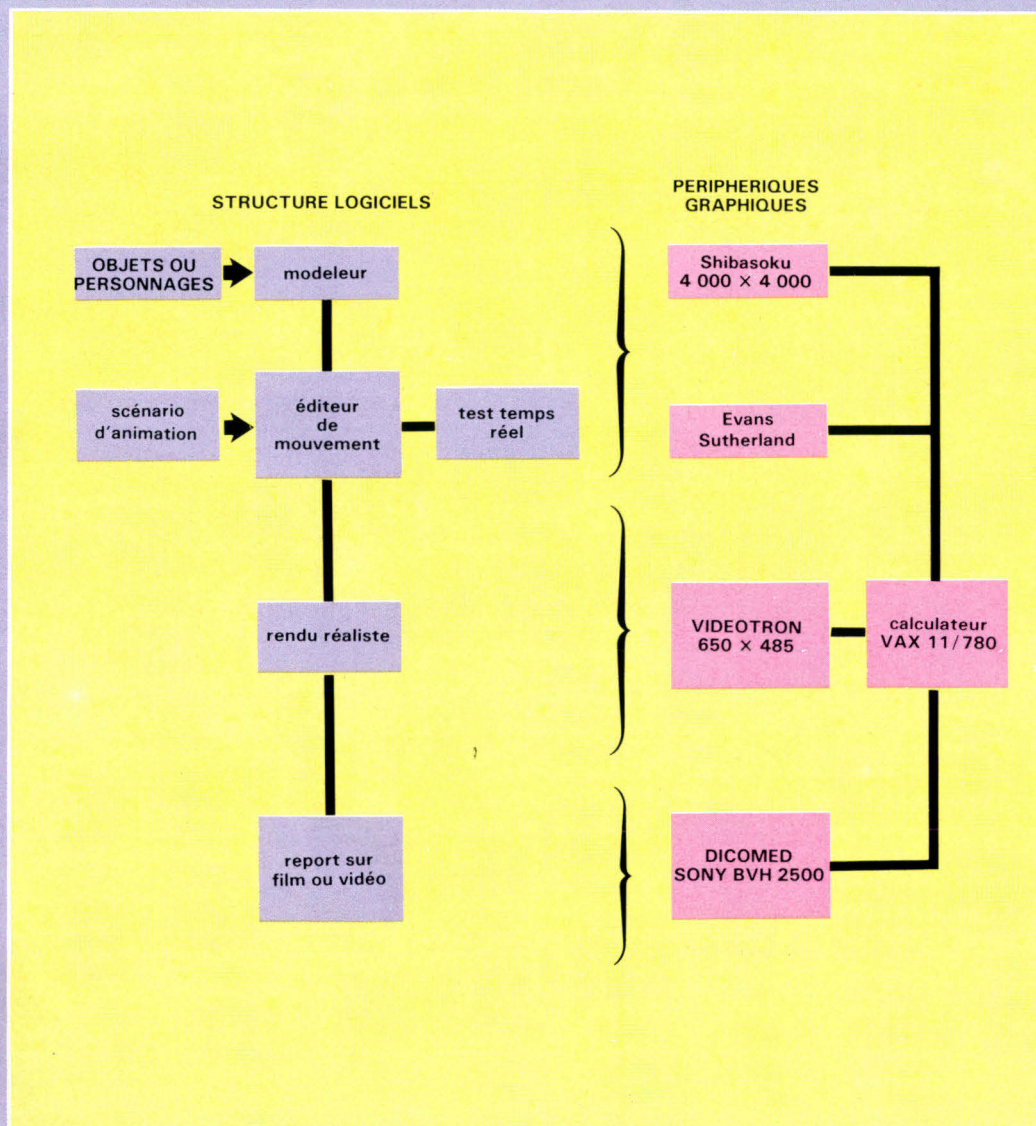 STRUCTURE LOGICIELS
OBJETS OU
PERSONNAGES
modeleur
scénario
d'animation
éditeur
de
mouvement
test temps
réel
rendu réaliste
report sur
film ou vidéo
PERIPHERIQUES
GRAPHIQUES
Shibasoku
4 000 × 4 000
Evans
Sutherland
VIDEOTRON
650 × 485
calculateur
VAX 11/780
DICOMED
SONY BVH 2500